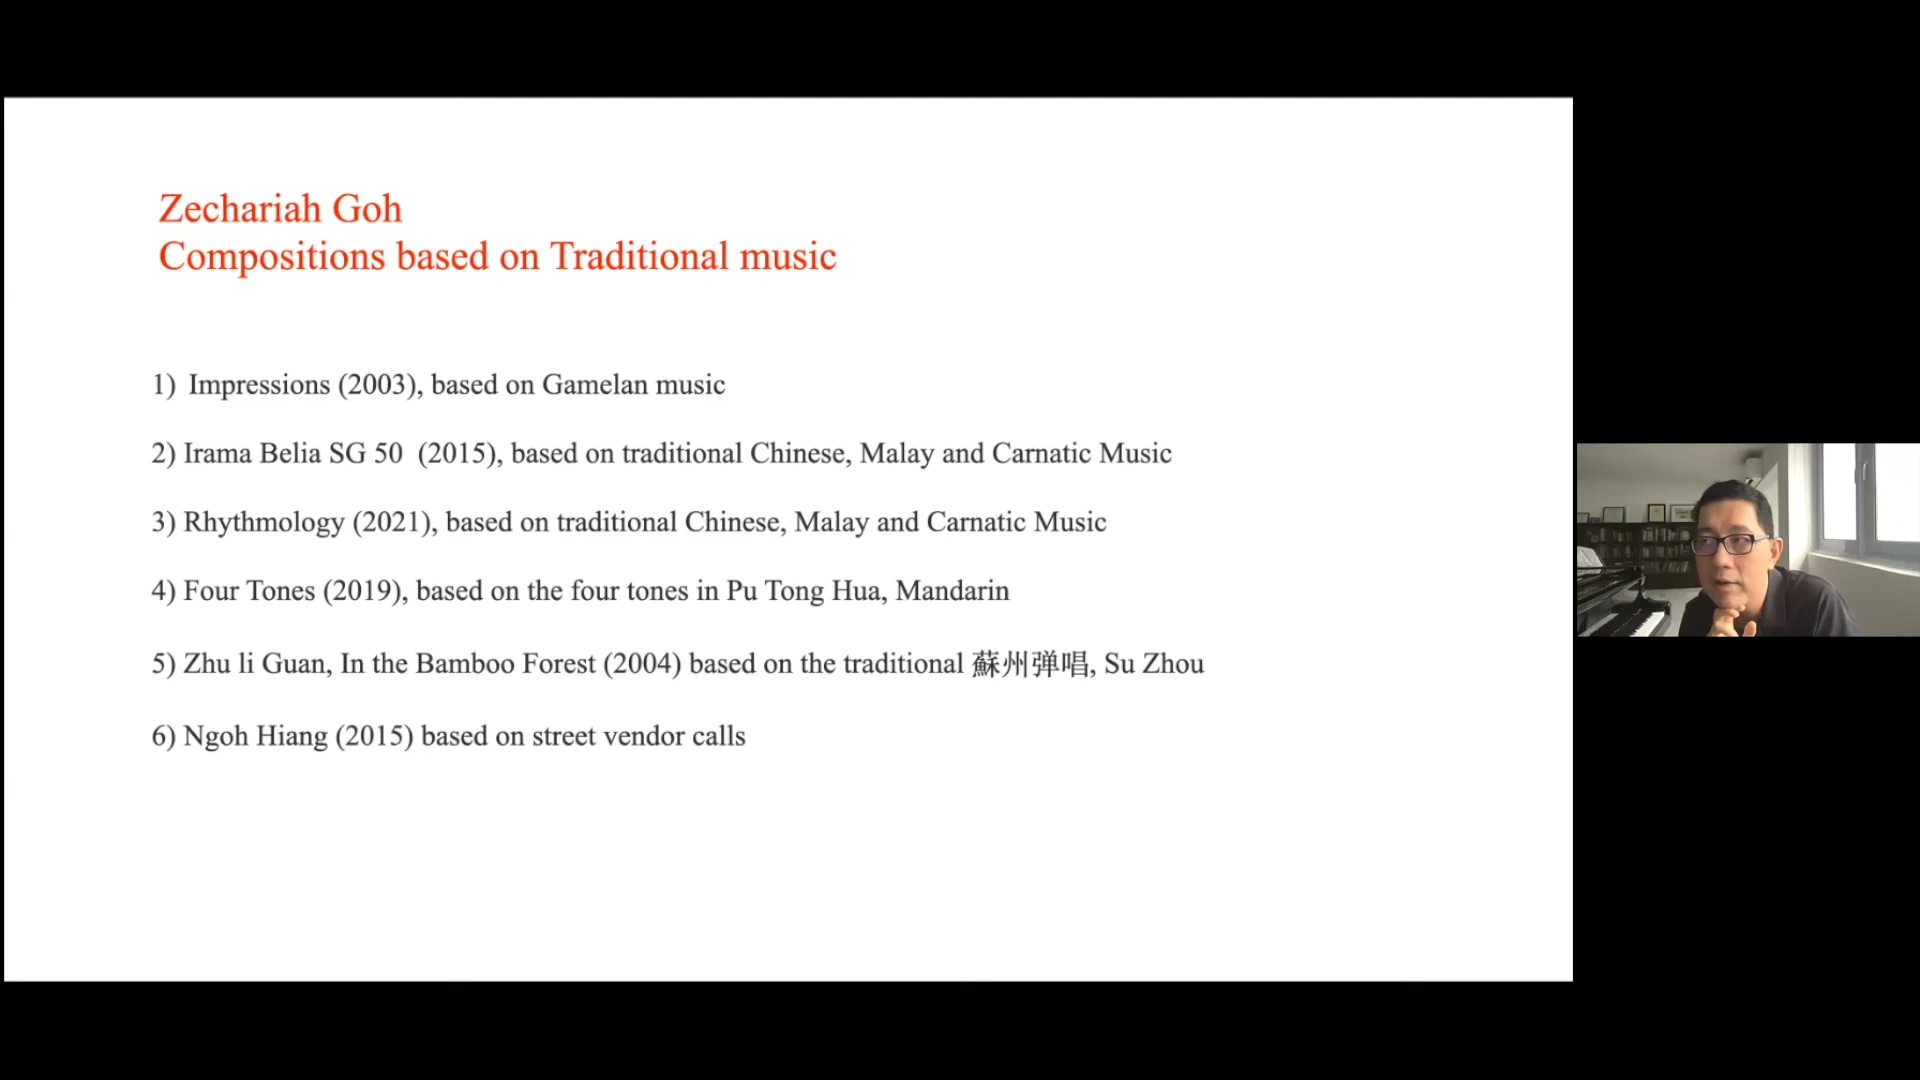 Zechariah Goh
Compositions based on Traditional music
1) Impressions (2003), based on Gamelan music
2) Irama Belia SG 50 (2015), based on traditional Chinese, Malay and Carnatic Music
3) Rhythmology (2021), based on traditional Chinese, Malay and Carnatic Music
4) Four Tones (2019), based on the four tones in Pu Tong Hua, Mandarin
5) Zhu li Guan, In the Bamboo Forest (2004) based on the traditional 蘇州弹唱, Su Zhou
6) Ngoh Hiang (2015) based on street vendor calls